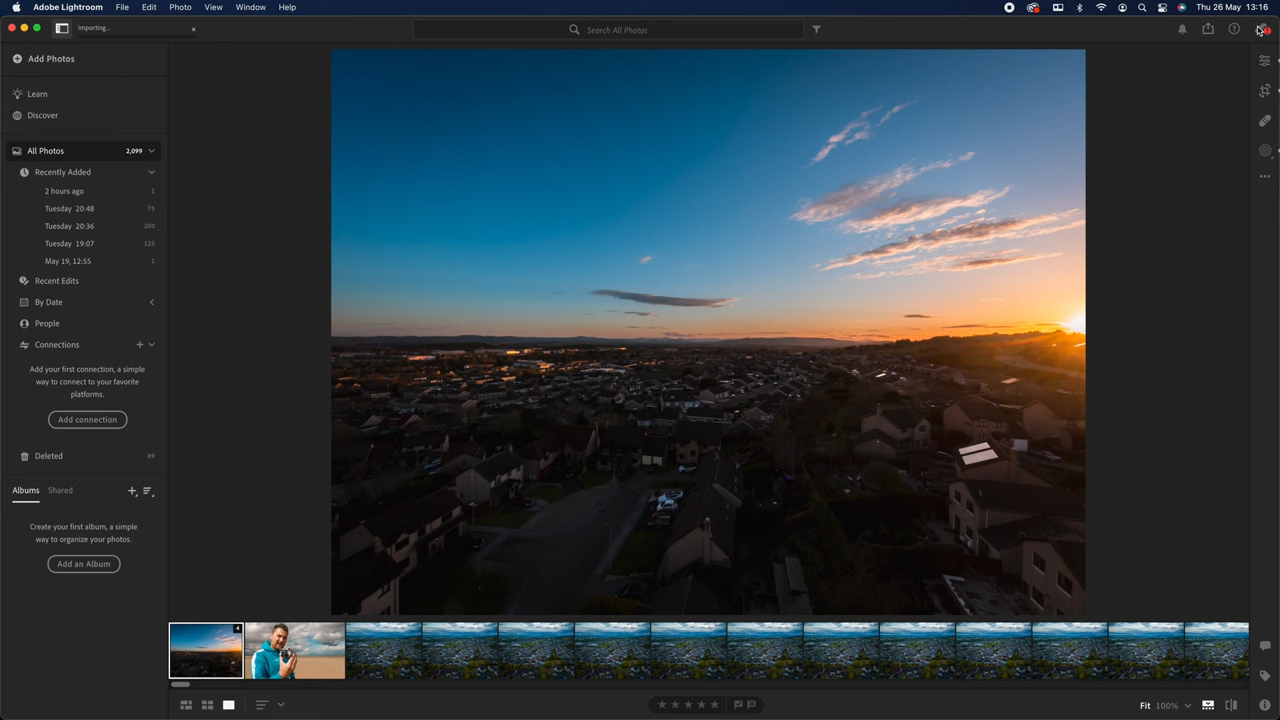 Adobe Lightroom File Edit Photo View Window Help Thu 26 May 13:16
Importing...
Search All Photos
Add Photos
Learn
Discover
All Photos 2,099
Recently Added
2 hours ago 1
Tuesday 20:48 75
Tuesday 20:36 200
Tuesday 19:07 125
May 19, 12:55 1
Recent Edits
By Date
People
Connections
Add your first connection, a simple
way to connect to your favorite
platforms.
Add connection
Deleted 89
Albums Shared
Create your first album, a simple
way to organize your photos.
Add an Album
4
Fit 100%